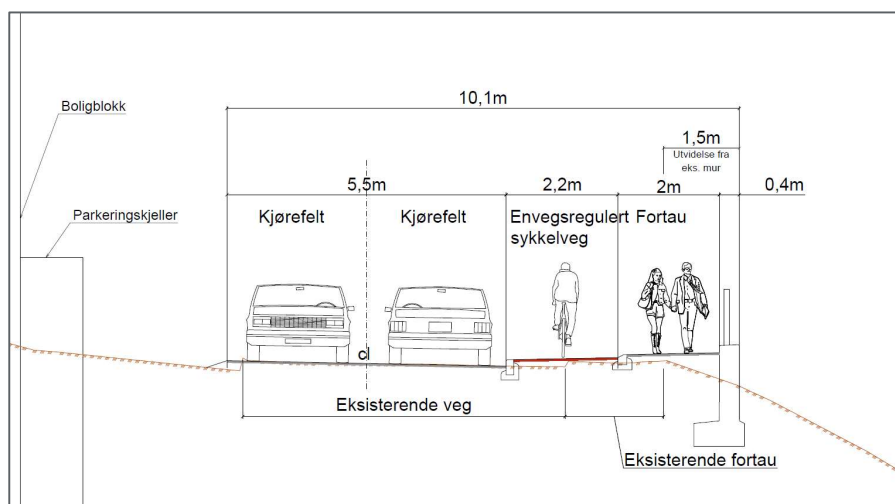 10,1m
Boligblokk
1,5m
Utvidelse fra
eks. mur
5,5m
2,2m
2m
0,4m
Parkeringskjeller
Kjørefelt
Kjørefelt
Envegsregulert
sykkelveg
Fortau
cl
Eksisterende veg
Eksisterende fortau